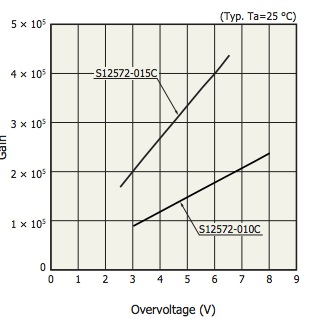 (Typ. Ta=25 °C)
5 × 10⁵
4 × 10⁵
3 × 10⁵
2 × 10⁵
1 × 10⁵
0
Gain
S12572-015C
S12572-010C
0 1 2 3 4 5 6 7 8 9
Overvoltage (V)